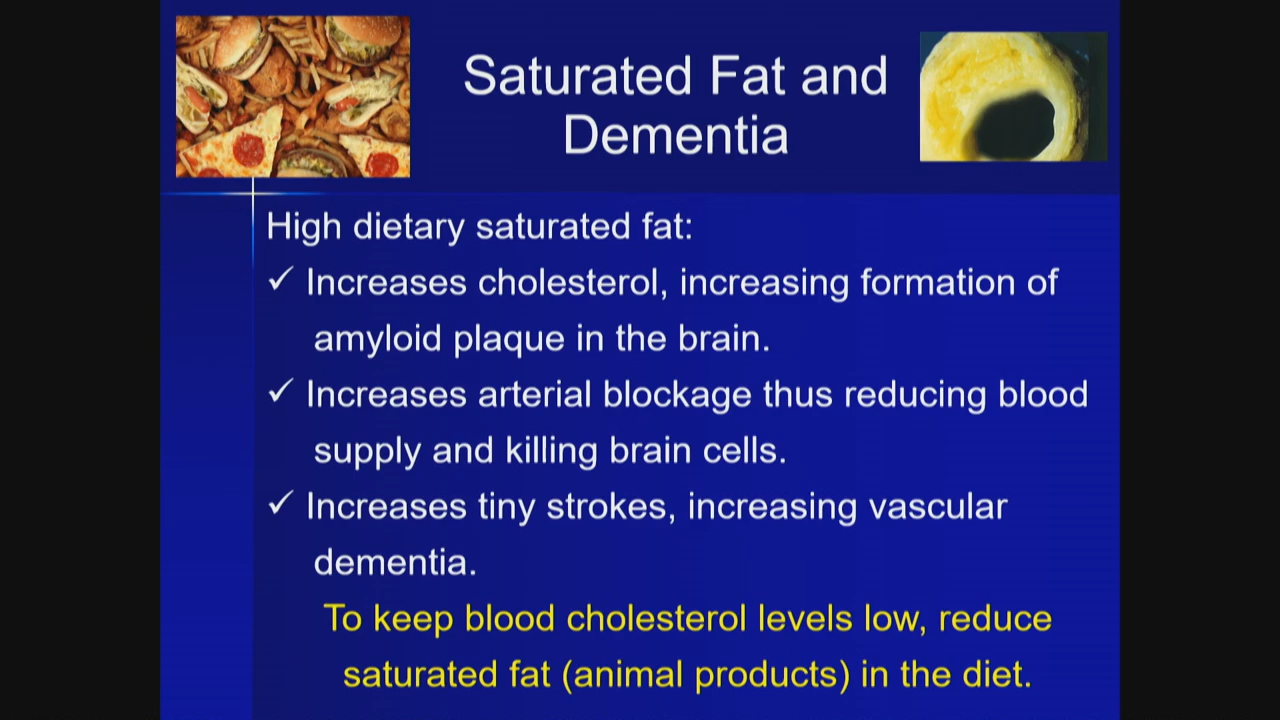 Saturated Fat and
Dementia
High dietary saturated fat:
✓ Increases cholesterol, increasing formation of
amyloid plaque in the brain.
✓ Increases arterial blockage thus reducing blood
supply and killing brain cells.
✓ Increases tiny strokes, increasing vascular
dementia.
To keep blood cholesterol levels low, reduce
saturated fat (animal products) in the diet.